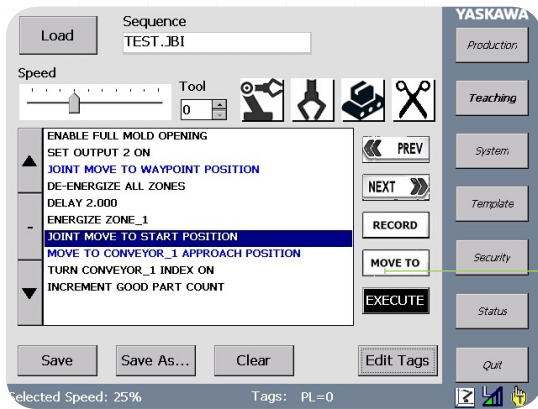 YASKAWA
Load
Sequence
TEST.JBI
Production
Speed
Tool
0
Teaching
ENABLE FULL MOLD OPENING
SET OUTPUT 2 ON
JOINT MOVE TO WAYPOINT POSITION
DE-ENERGIZE ALL ZONES
DELAY 2.000
ENERGIZE ZONE_1
JOINT MOVE TO START POSITION
MOVE TO CONVEYOR_1 APPROACH POSITION
TURN CONVEYOR_1 INDEX ON
INCREMENT GOOD PART COUNT
PREV
NEXT
RECORD
MOVE TO
EXECUTE
System
Template
Security
Status
Quit
Save
Save As...
Clear
Edit Tags
Selected Speed: 25%
Tags: PL=0